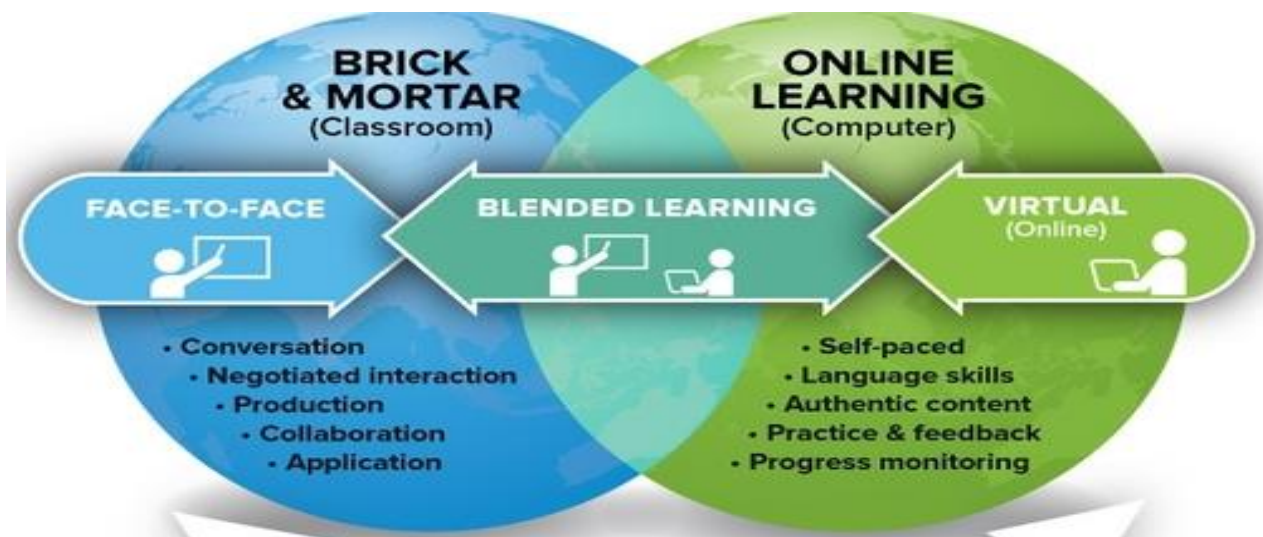 BRICK
& MORTAR
(Classroom)
ONLINE
LEARNING
(Computer)
FACE-TO-FACE
BLENDED LEARNING
VIRTUAL
(Online)
• Conversation
• Negotiated interaction
• Production
• Collaboration
• Application
• Self-paced
• Language skills
• Authentic content
• Practice & feedback
• Progress monitoring